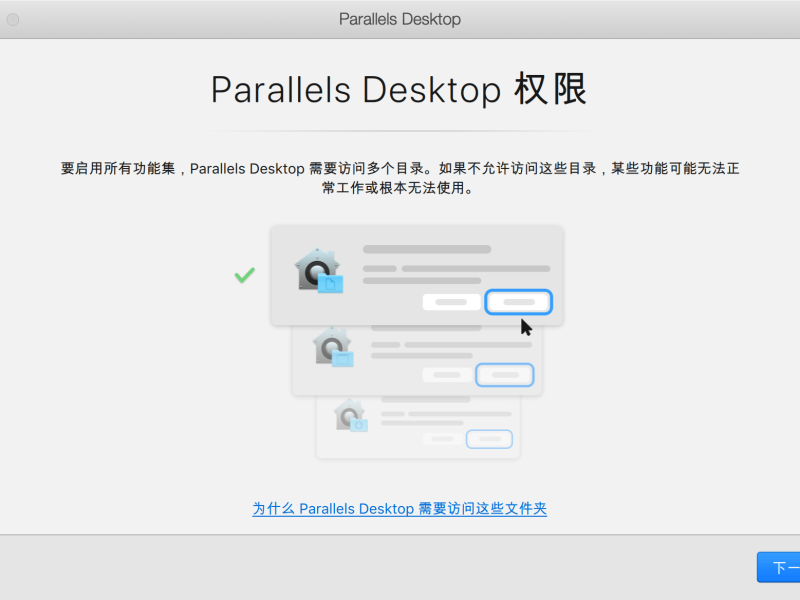 Parallels Desktop
Parallels Desktop 权限
要启用所有功能集，Parallels Desktop 需要访问多个目录。如果不允许访问这些目录，某些功能可能无法正
常工作或根本无法使用。
为什么 Parallels Desktop 需要访问这些文件夹
下一